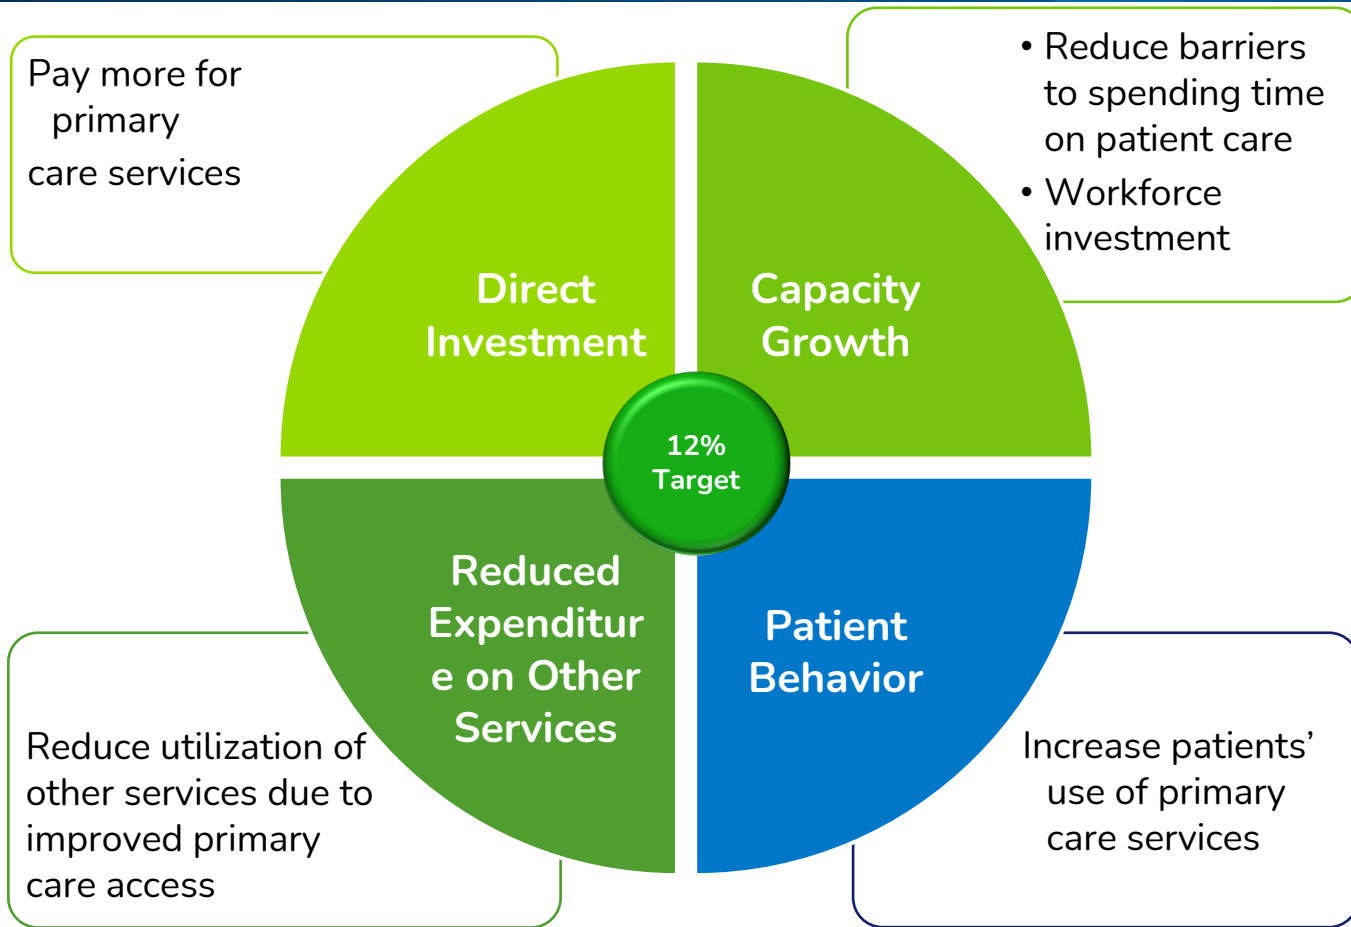 Pay more for
primary
care services
• Reduce barriers
to spending time
on patient care
• Workforce
investment
Direct
Investment
Capacity
Growth
12%
Target
Reduced
Expenditur
e on Other
Services
Patient
Behavior
Reduce utilization of
other services due to
improved primary
care access
Increase patients’
use of primary
care services